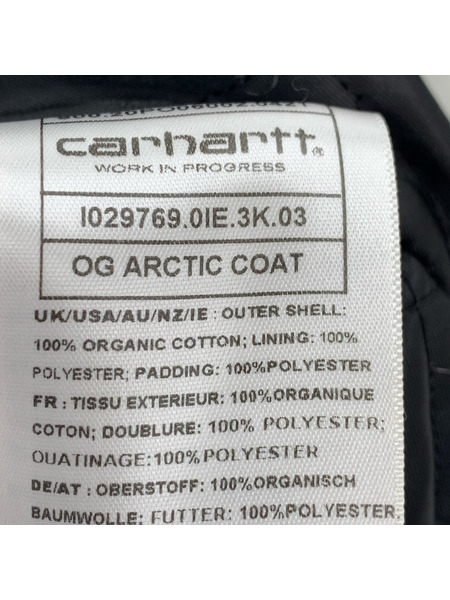 carhartt®
WORK IN PROGRESS
I029769.0IE.3K.03
OG ARCTIC COAT
UK/USA/AU/NZ/IE : OUTER SHELL:
100% ORGANIC COTTON; LINING: 100%
POLYESTER; PADDING: 100%POLYESTER
FR : TISSU EXTERIEUR: 100%ORGANIQUE
COTON; DOUBLURE: 100% POLYESTER;
OUATINAGE:100%POLYESTER
DE/AT : OBERSTOFF: 100%ORGANISCH
BAUMWOLLE; FUTTER: 100%POLYESTER;